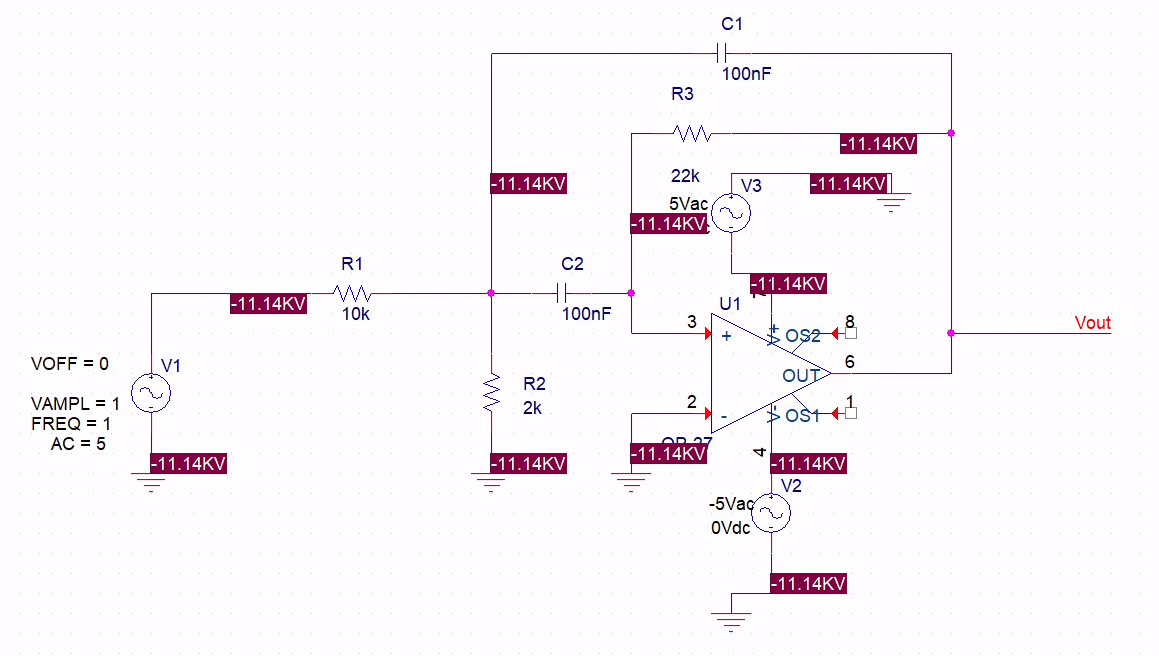 C1
100nF
R3
-11.14KV
22k
-11.14KV
V3
-11.14KV
5Vac
-11.14KV
R1
C2
-11.14KV
-11.14KV
10k
100nF
U1
3
+
V+
OS2
8
Vout
VOFF = 0
V1
6
OUT
R2
2k
VAMPL = 1
FREQ = 1
AC = 5
2
-
V-
OS1
1
-11.14KV
-11.14KV
-11.14KV
4
-11.14KV
V2
-5Vac
0Vdc
-11.14KV